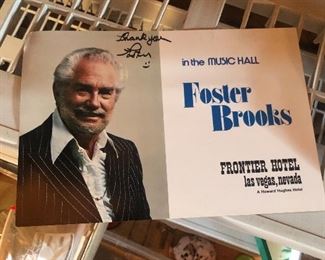 Thank you
in the MUSIC HALL
Foster
Brooks
FRONTIER HOTEL
las vegas, nevada
A Howard Hughes Hotel